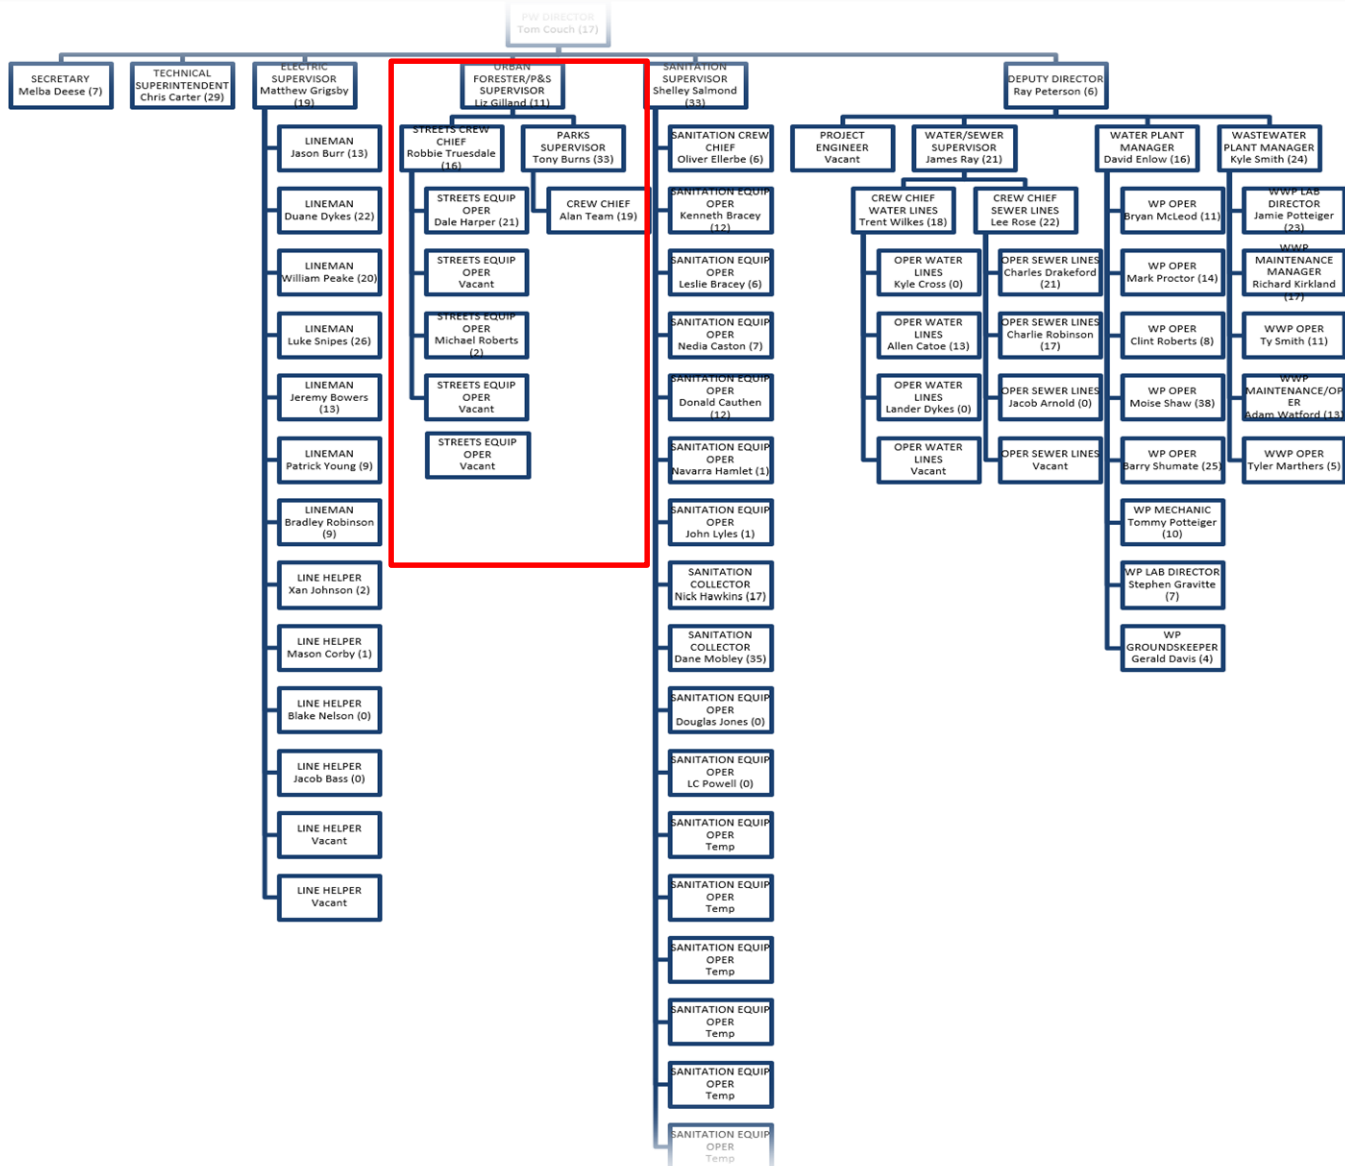 PW DIRECTOR
Tom Couch (17)
SECRETARY
Melba Deese (7)
TECHNICAL
SUPERINTENDENT
Chris Carter (29)
ELECTRIC
SUPERVISOR
Matthew Grigsby
(19)
URBAN
FORESTER/P&S
SUPERVISOR
Liz Gilland (11)
SANITATION
SUPERVISOR
Shelley Salmond
(33)
DEPUTY DIRECTOR
Ray Peterson (6)
LINEMAN
Jason Burr (13)
LINEMAN
Duane Dykes (22)
LINEMAN
William Peake (20)
LINEMAN
Luke Snipes (26)
LINEMAN
Jeremy Bowers
(13)
LINEMAN
Patrick Young (9)
LINEMAN
Bradley Robinson
(9)
LINE HELPER
Xan Johnson (2)
LINE HELPER
Mason Corby (1)
LINE HELPER
Blake Nelson (0)
LINE HELPER
Jacob Bass (0)
LINE HELPER
Vacant
LINE HELPER
Vacant
STREETS CREW
CHIEF
Robbie Truesdale
(16)
STREETS EQUIP
OPER
Dale Harper (21)
STREETS EQUIP
OPER
Vacant
STREETS EQUIP
OPER
Michael Roberts
(2)
STREETS EQUIP
OPER
Vacant
STREETS EQUIP
OPER
Vacant
PARKS
SUPERVISOR
Tony Burns (33)
CREW CHIEF
Alan Team (19)
SANITATION CREW
CHIEF
Oliver Ellerbe (6)
SANITATION EQUIP
OPER
Kenneth Bracey
(12)
SANITATION EQUIP
OPER
Leslie Bracey (6)
SANITATION EQUIP
OPER
Nedia Caston (7)
SANITATION EQUIP
OPER
Donald Cauthen
(12)
SANITATION EQUIP
OPER
Navarra Hamlet (1)
SANITATION EQUIP
OPER
John Lyles (1)
SANITATION
COLLECTOR
Nick Hawkins (17)
SANITATION
COLLECTOR
Dane Mobley (35)
SANITATION EQUIP
OPER
Douglas Jones (0)
SANITATION EQUIP
OPER
LC Powell (0)
SANITATION EQUIP
OPER
Temp
SANITATION EQUIP
OPER
Temp
SANITATION EQUIP
OPER
Temp
SANITATION EQUIP
OPER
Temp
SANITATION EQUIP
OPER
Temp
SANITATION EQUIP
OPER
Temp
PROJECT
ENGINEER
Vacant
WATER/SEWER
SUPERVISOR
James Ray (21)
CREW CHIEF
WATER LINES
Trent Wilkes (18)
OPER WATER
LINES
Kyle Cross (0)
OPER WATER
LINES
Allen Catoe (13)
OPER WATER
LINES
Lander Dykes (0)
OPER WATER
LINES
Vacant
CREW CHIEF
SEWER LINES
Lee Rose (22)
OPER SEWER LINES
Charles Drakeford
(21)
OPER SEWER LINES
Charlie Robinson
(17)
OPER SEWER LINES
Jacob Arnold (0)
OPER SEWER LINES
Vacant
WATER PLANT
MANAGER
David Enlow (16)
WP OPER
Bryan McLeod (11)
WP OPER
Mark Proctor (14)
WP OPER
Clint Roberts (8)
WP OPER
Moise Shaw (38)
WP OPER
Barry Shumate (25)
WP MECHANIC
Tommy Potteiger
(10)
WP LAB DIRECTOR
Stephen Gravitte
(7)
WP
GROUNDSKEEPER
Gerald Davis (4)
WASTEWATER
PLANT MANAGER
Kyle Smith (24)
WWP LAB
DIRECTOR
Jamie Potteiger
(23)
WWP
MAINTENANCE
MANAGER
Richard Kirkland
(17)
WWP OPER
Ty Smith (11)
WWP
MAINTENANCE/OP
ER
Adam Watford (13)
WWP OPER
Tyler Marthers (5)